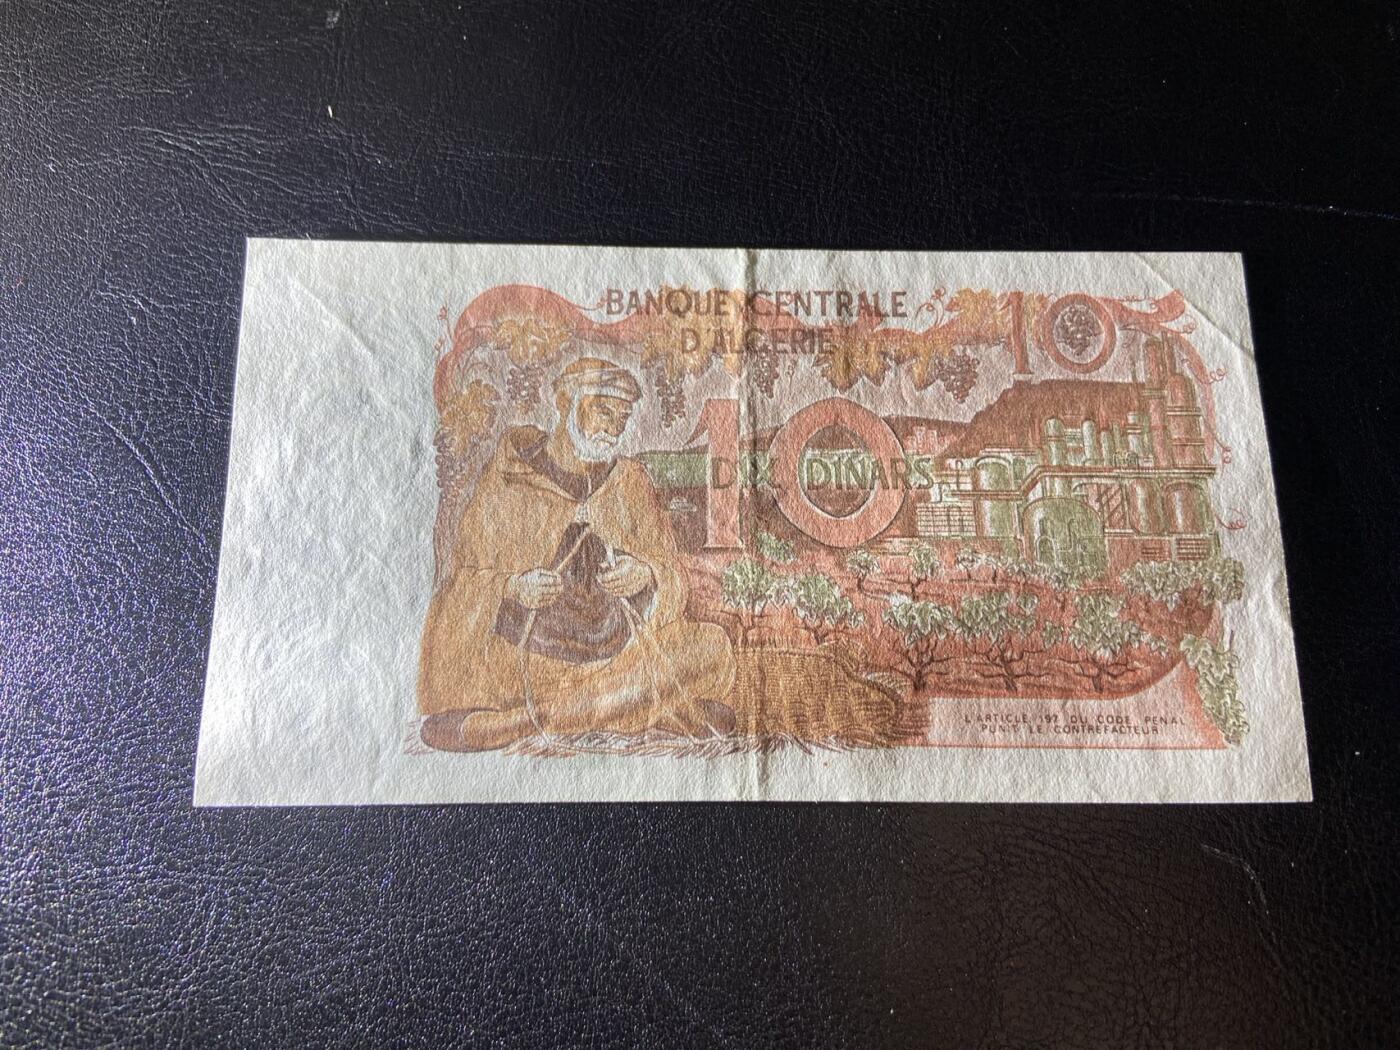 BANQUE CENTRALE
D'ALGERIE
10
10
DIX DINARS
L'ARTICLE 197 DU CODE PENAL
PUNIT LE CONTREFACTEUR